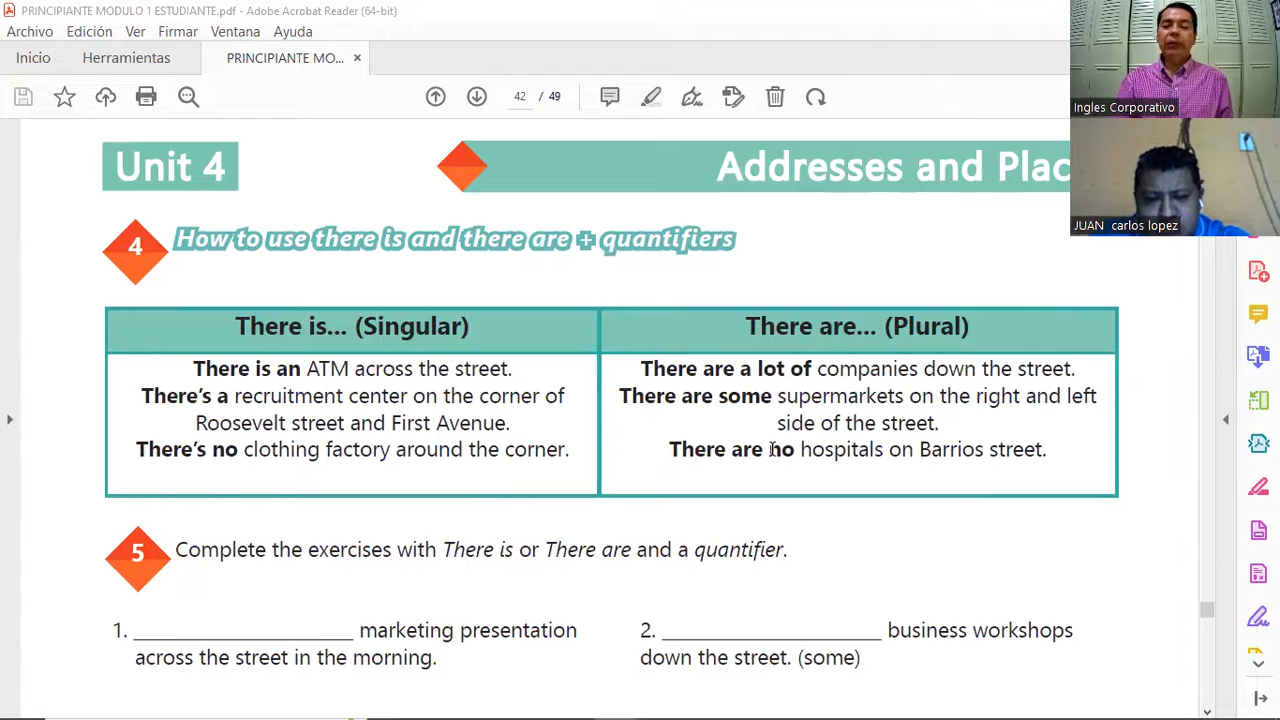 PRINCIPIANTE MODULO 1 ESTUDIANTE.pdf - Adobe Acrobat Reader (64-bit)
Archivo Edición Ver Firmar Ventana Ayuda
Inicio Herramientas PRINCIPIANTE MO... ×
42 / 49
Ingles Corporativo
JUAN carlos lopez
Unit 4
Addresses and Plac
4 How to use there is and there are + quantifiers
There is... (Singular)
There is an ATM across the street.
There's a recruitment center on the corner of
Roosevelt street and First Avenue.
There's no clothing factory around the corner.
There are... (Plural)
There are a lot of companies down the street.
There are some supermarkets on the right and left
side of the street.
There are no hospitals on Barrios street.
5 Complete the exercises with There is or There are and a quantifier.
1. ____________________ marketing presentation
across the street in the morning.
2. ____________________ business workshops
down the street. (some)